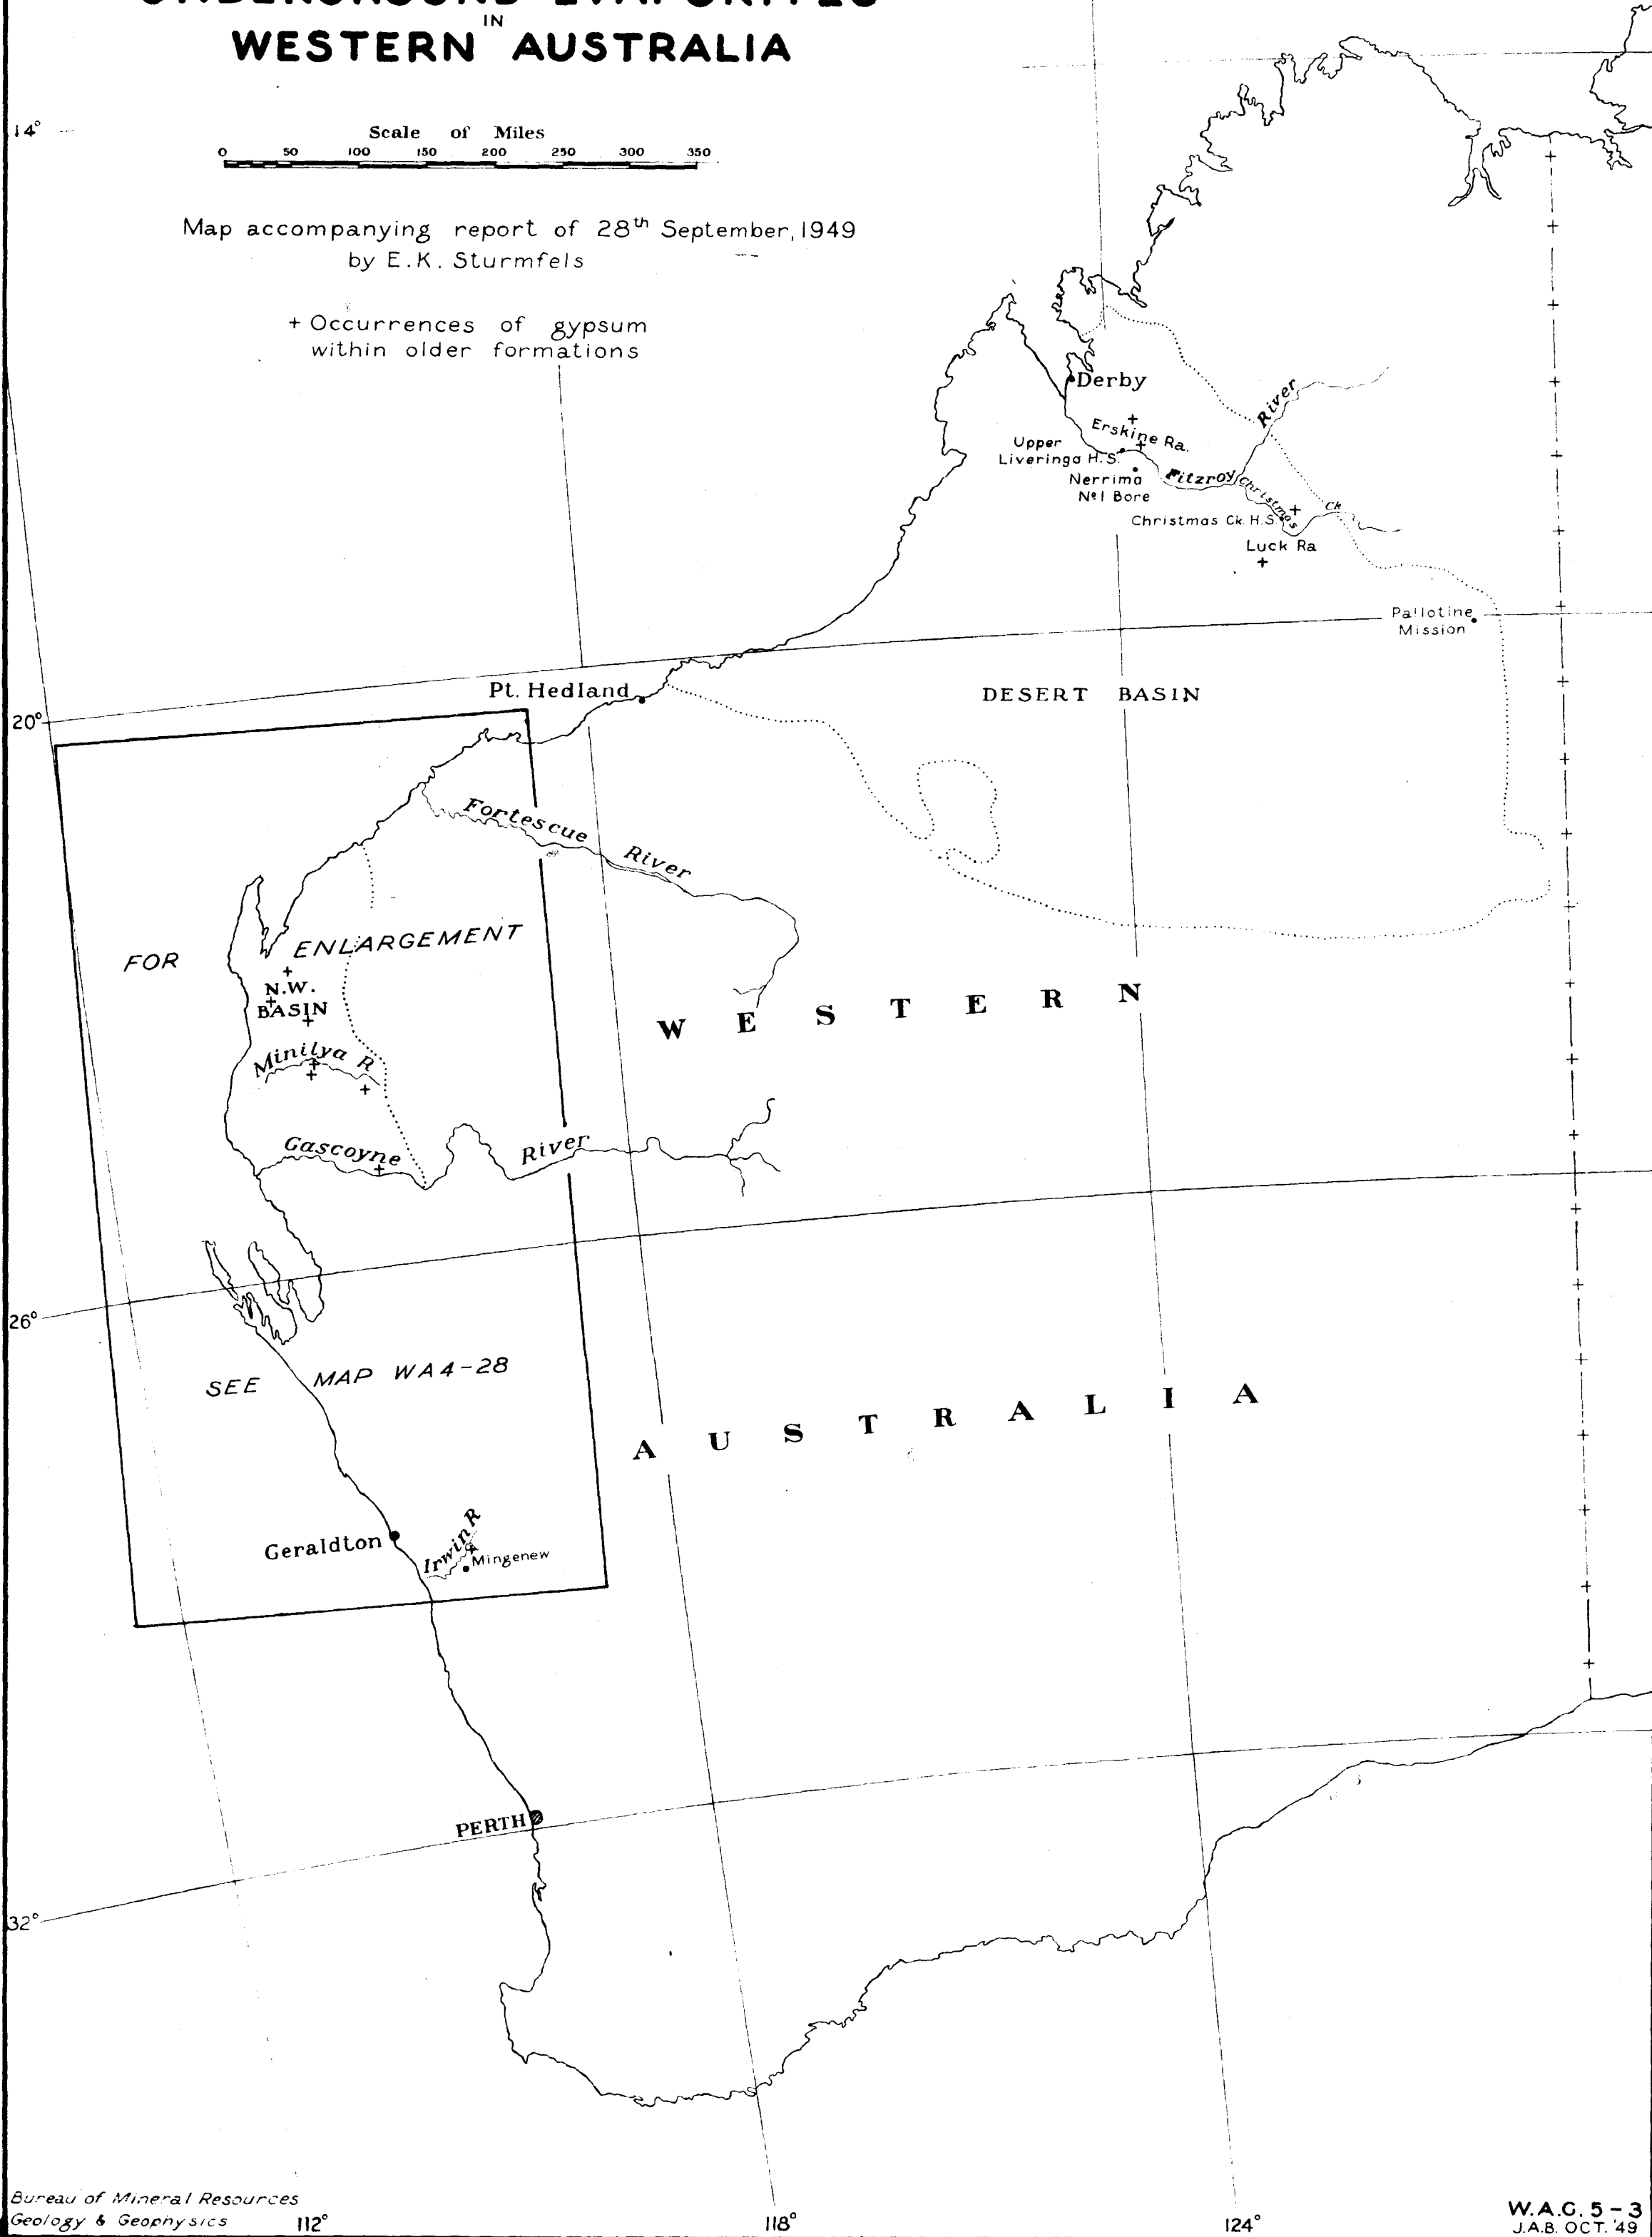 IN
WESTERN AUSTRALIA
14°
Scale of Miles
0 50 100 150 200 250 300 350
Map accompanying report of 28th September, 1949
by E.K. Sturmfels
+ Occurrences of gypsum
within older formations
Derby
River
Erskine Ra.
Upper
Liveringa H.S.
Nerrima
No 1 Bore
Fitzroy
Christmas
Ck.
Christmas Ck. H.S.
Luck Ra
Pallotine
Mission
Pt. Hedland
DESERT BASIN
20°
Fortescue River
FOR ENLARGEMENT
N.W.
BASIN
WESTERN
Minilya R
Gascoyne River
26°
SEE MAP WA4-28
AUSTRALIA
Geraldton
Irwin R
Mingenew
PERTH
32°
Bureau of Mineral Resources
Geology & Geophysics
112° 118° 124°
W.A.G. 5-3
J.A.B. OCT. '49